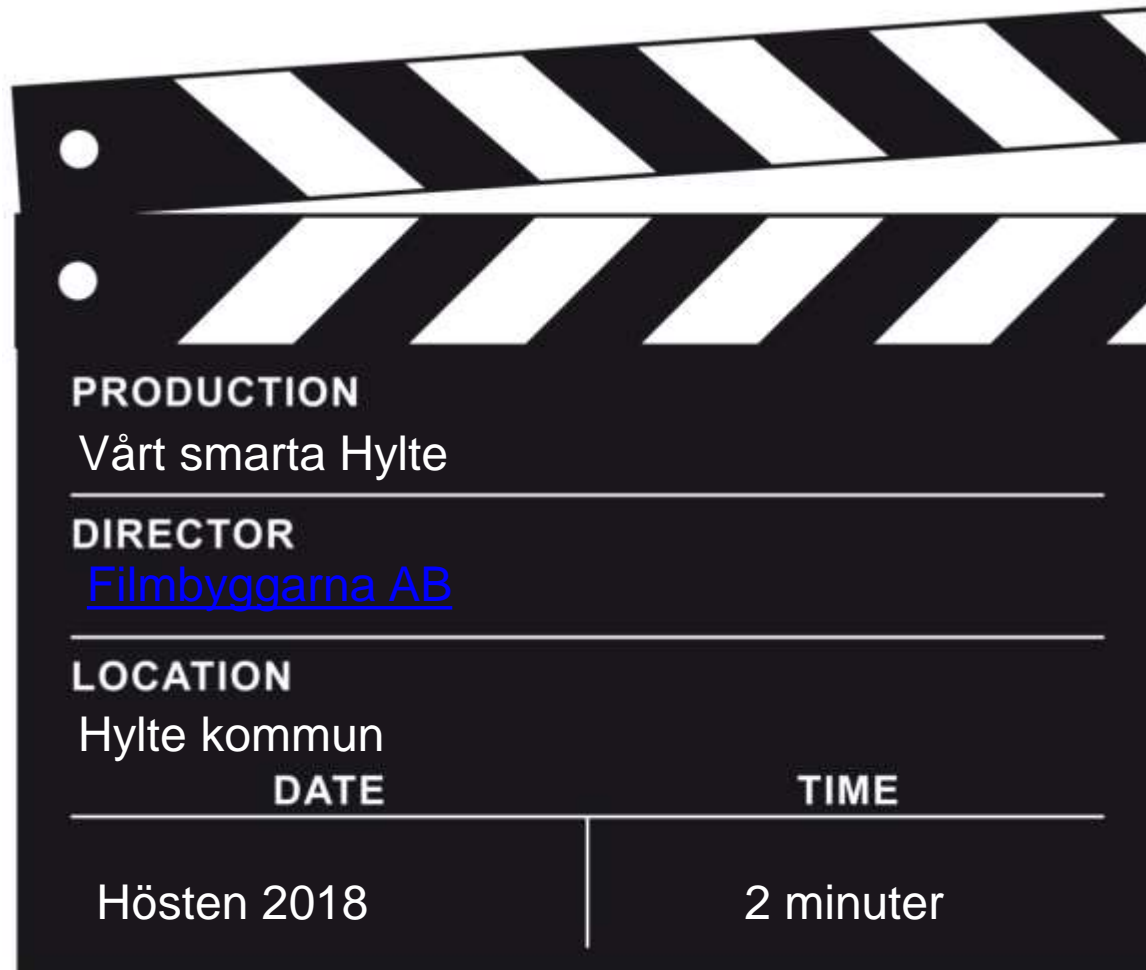 PRODUCTION
Vårt smarta Hylte
DIRECTOR
Filmbyggarna AB
LOCATION
Hylte kommun
DATE TIME
Hösten 2018 2 minuter